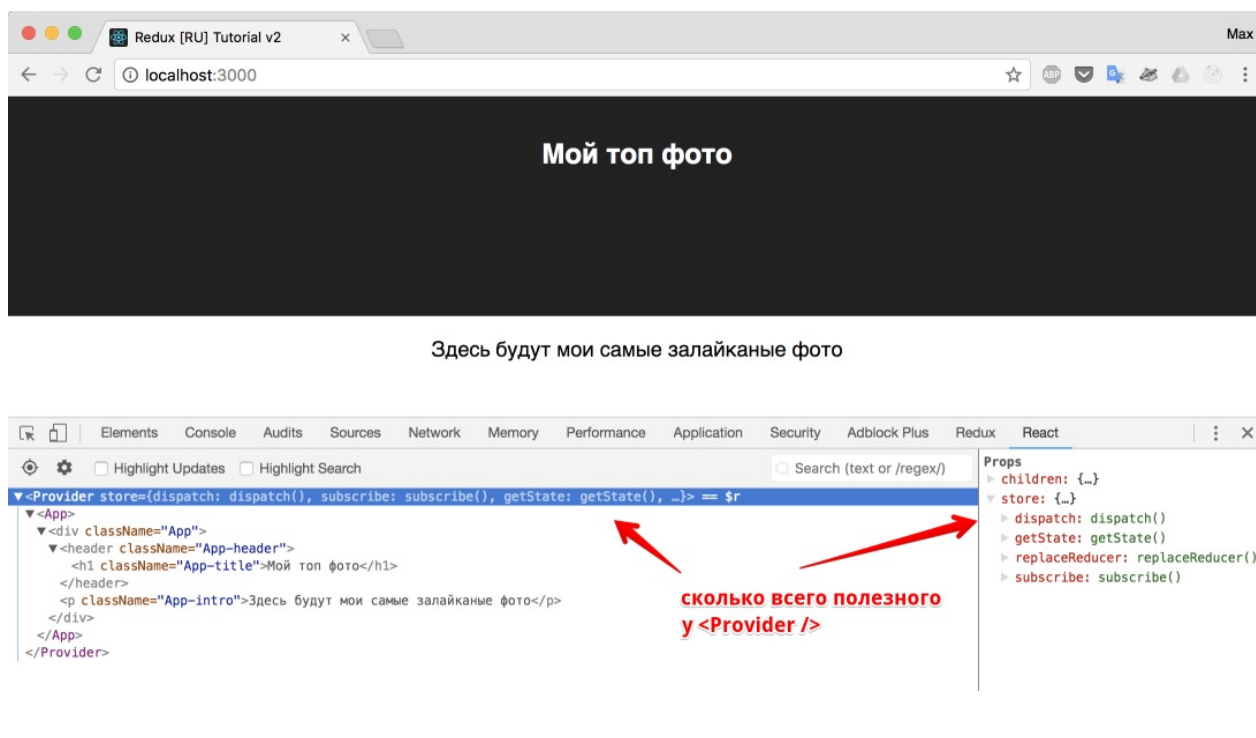 Redux [RU] Tutorial v2
Max
localhost:3000
ABP
Мой топ фото
Здесь будут мои самые залайканые фото
Elements Console Audits Sources Network Memory Performance Application Security Adblock Plus Redux React
Highlight Updates Highlight Search Search (text or /regex/)
<Provider store={dispatch: dispatch(), subscribe: subscribe(), getState: getState(), …}> == $r
<App>
<div className="App">
<header className="App-header">
<h1 className="App-title">Мой топ фото</h1>
</header>
<p className="App-intro">Здесь будут мои самые залайканые фото</p>
</div>
</App>
</Provider>
сколько всего полезного
у <Provider />
Props
children: {…}
store: {…}
dispatch: dispatch()
getState: getState()
replaceReducer: replaceReducer()
subscribe: subscribe()